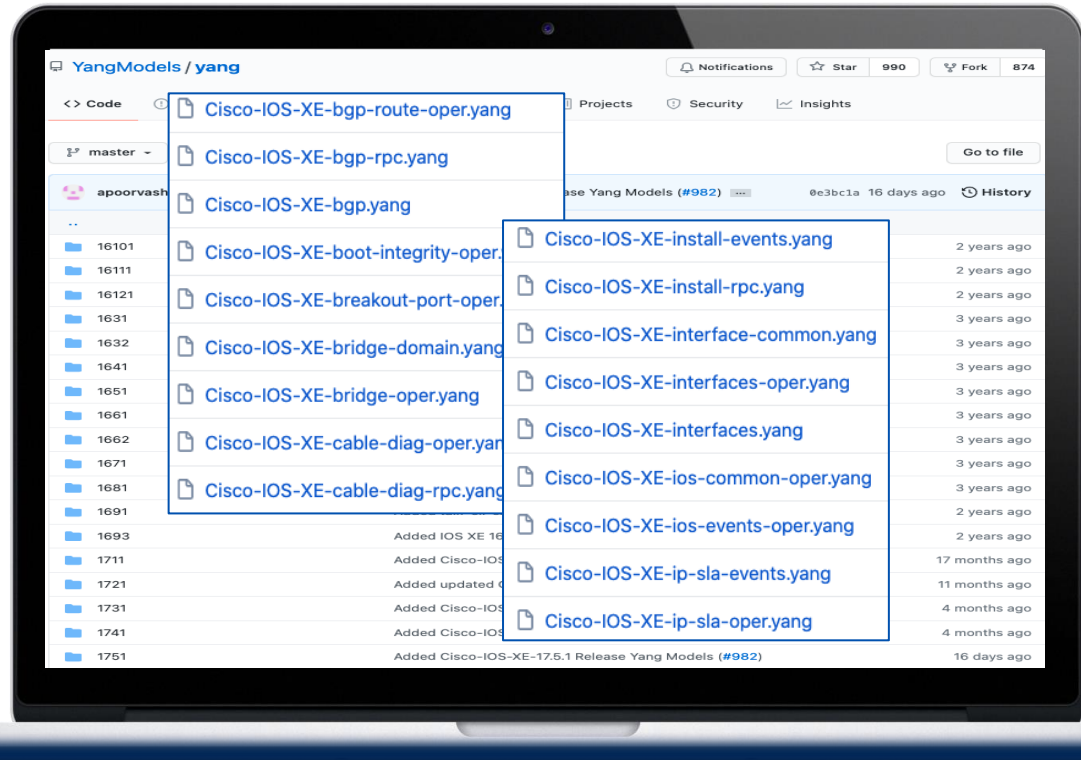 YangModels / yang
Notifications
Star 990
Fork 874
<> Code
Projects
Security
Insights
master
Go to file
apoorvash
ase Yang Models (#982) ...
0e3bc1a 16 days ago
History
..
16101
2 years ago
16111
2 years ago
16121
2 years ago
1631
3 years ago
1632
3 years ago
1641
3 years ago
1651
3 years ago
1661
3 years ago
1662
3 years ago
1671
3 years ago
1681
3 years ago
1691
2 years ago
1693
Added IOS XE 16
2 years ago
1711
Added Cisco-IOS
17 months ago
1721
Added updated
11 months ago
1731
Added Cisco-IOS
4 months ago
1741
Added Cisco-IOS
4 months ago
1751
Added Cisco-IOS-XE-17.5.1 Release Yang Models (#982)
16 days ago
Cisco-IOS-XE-bgp-route-oper.yang
Cisco-IOS-XE-bgp-rpc.yang
Cisco-IOS-XE-bgp.yang
Cisco-IOS-XE-boot-integrity-oper.
Cisco-IOS-XE-breakout-port-oper.
Cisco-IOS-XE-bridge-domain.yang
Cisco-IOS-XE-bridge-oper.yang
Cisco-IOS-XE-cable-diag-oper.yan
Cisco-IOS-XE-cable-diag-rpc.yang
Cisco-IOS-XE-install-events.yang
Cisco-IOS-XE-install-rpc.yang
Cisco-IOS-XE-interface-common.yang
Cisco-IOS-XE-interfaces-oper.yang
Cisco-IOS-XE-interfaces.yang
Cisco-IOS-XE-ios-common-oper.yang
Cisco-IOS-XE-ios-events-oper.yang
Cisco-IOS-XE-ip-sla-events.yang
Cisco-IOS-XE-ip-sla-oper.yang